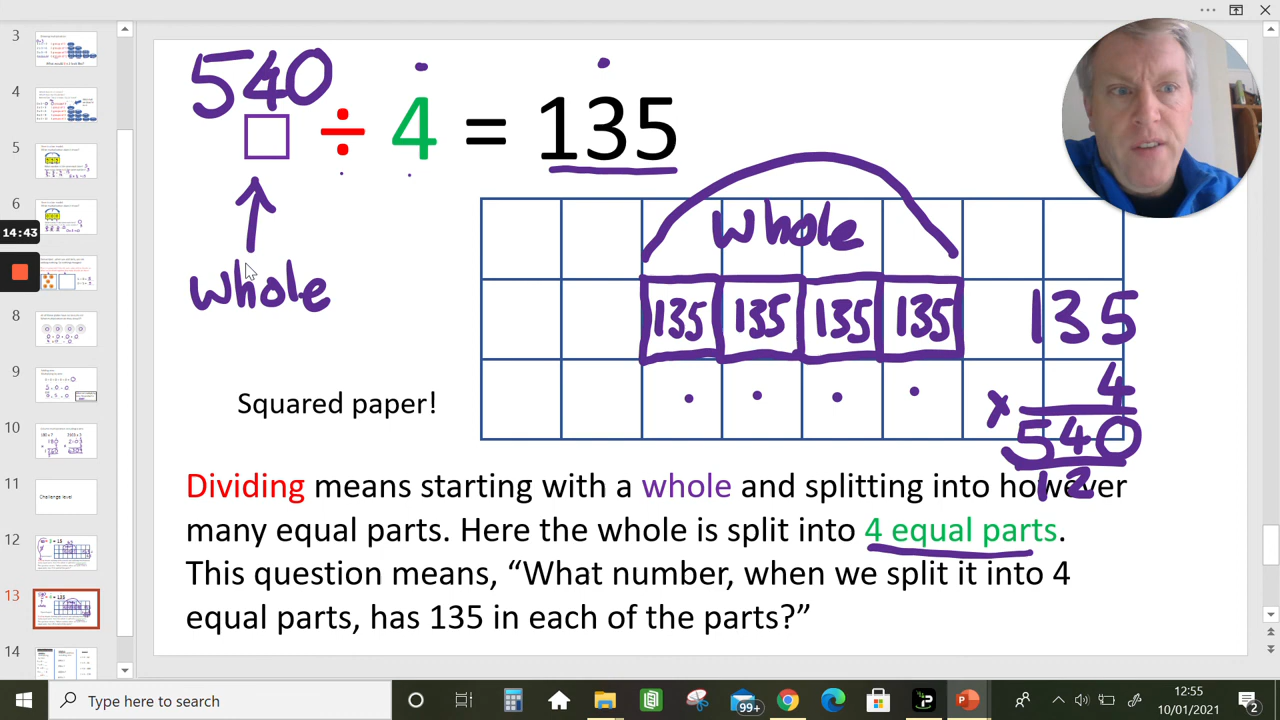 3
4
5
6
14:43
8
9
10
11
Challenge level
12
13
14
540
÷ 4 = 135
whole
whole
135 135 135 135
135
× 4
540
12
Squared paper!
Dividing means starting with a whole and splitting into however
many equal parts. Here the whole is split into 4 equal parts.
This question means, “What number, when we split it into 4
equal parts, has 135 in each of the parts?”
Type here to search
99+
12:55
10/01/2021
2